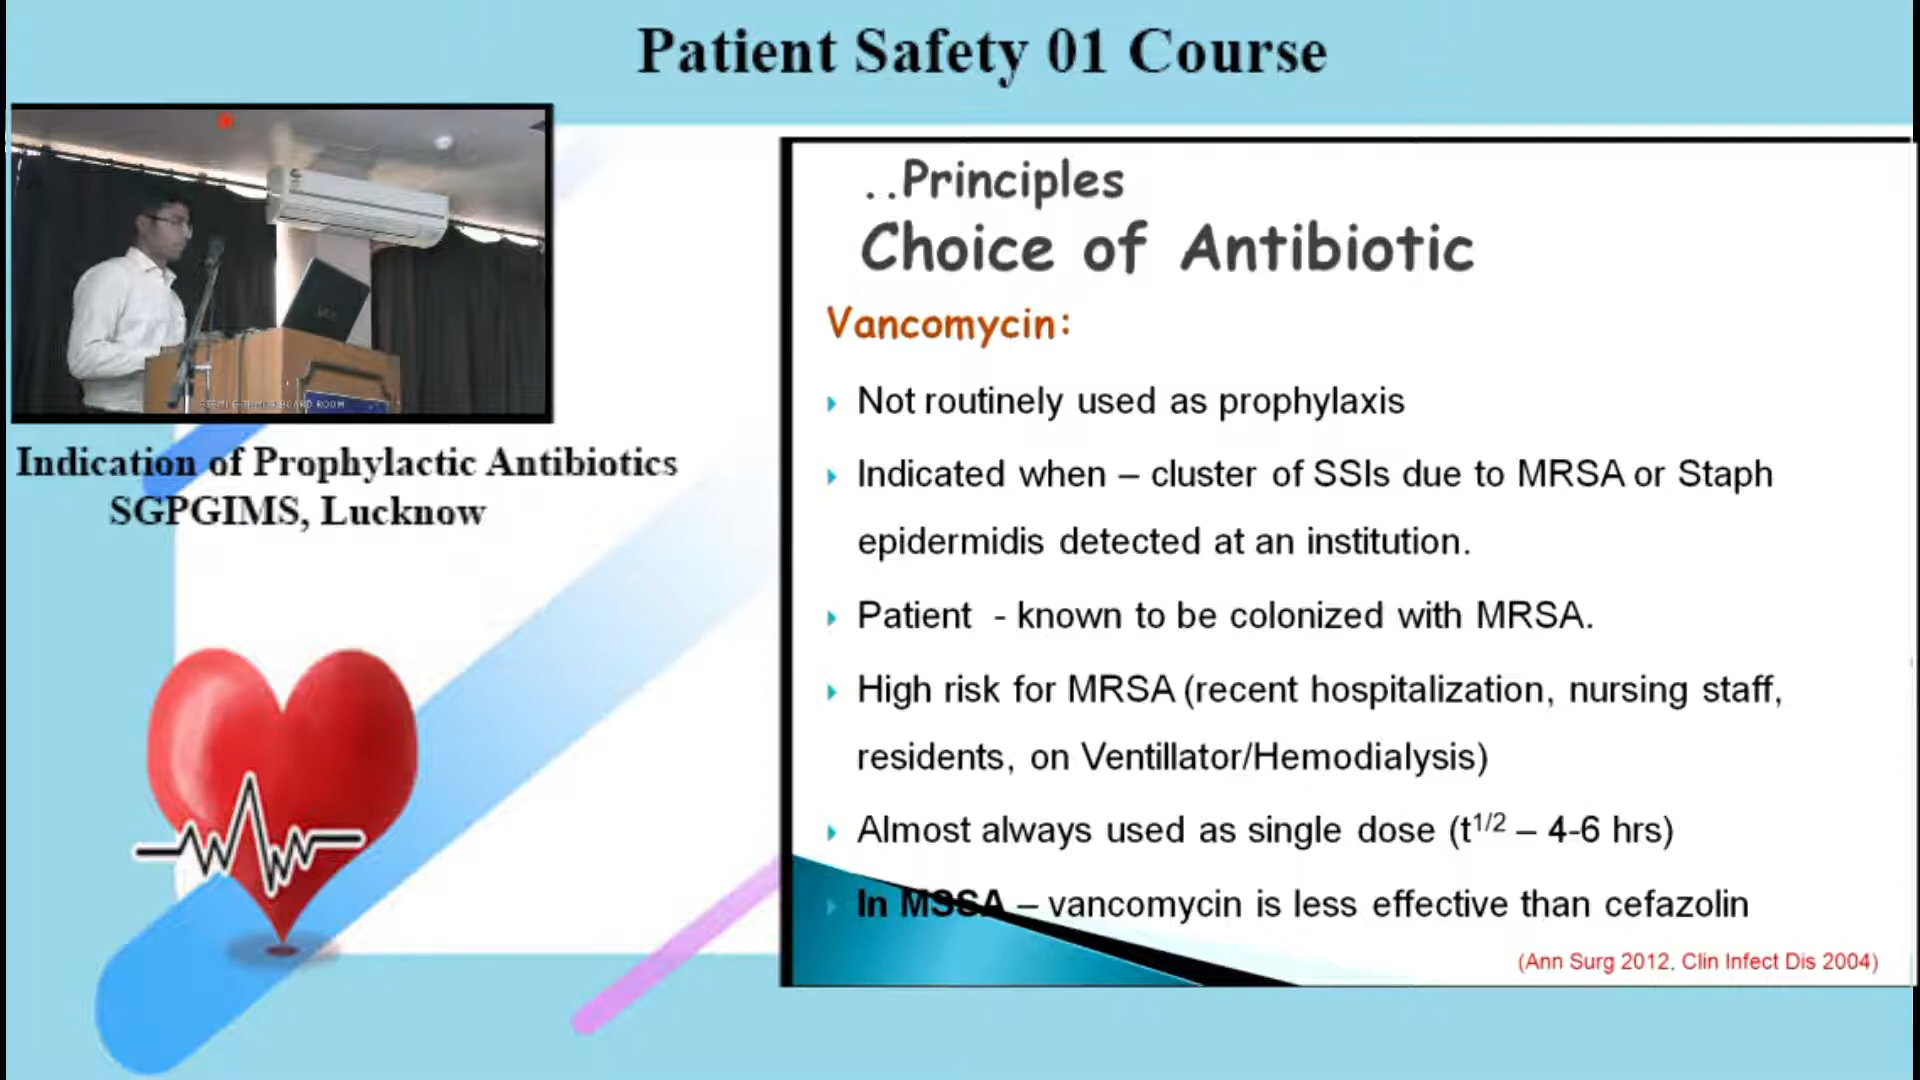 Patient Safety 01 Course
Indication of Prophylactic Antibiotics
SGPGIMS, Lucknow
..Principles
Choice of Antibiotic
Vancomycin:
Not routinely used as prophylaxis
Indicated when – cluster of SSIs due to MRSA or Staph
epidermidis detected at an institution.
Patient - known to be colonized with MRSA.
High risk for MRSA (recent hospitalization, nursing staff,
residents, on Ventillator/Hemodialysis)
Almost always used as single dose (t1/2 – 4-6 hrs)
In MSSA – vancomycin is less effective than cefazolin
(Ann Surg 2012, Clin Infect Dis 2004)
BOARD ROOM